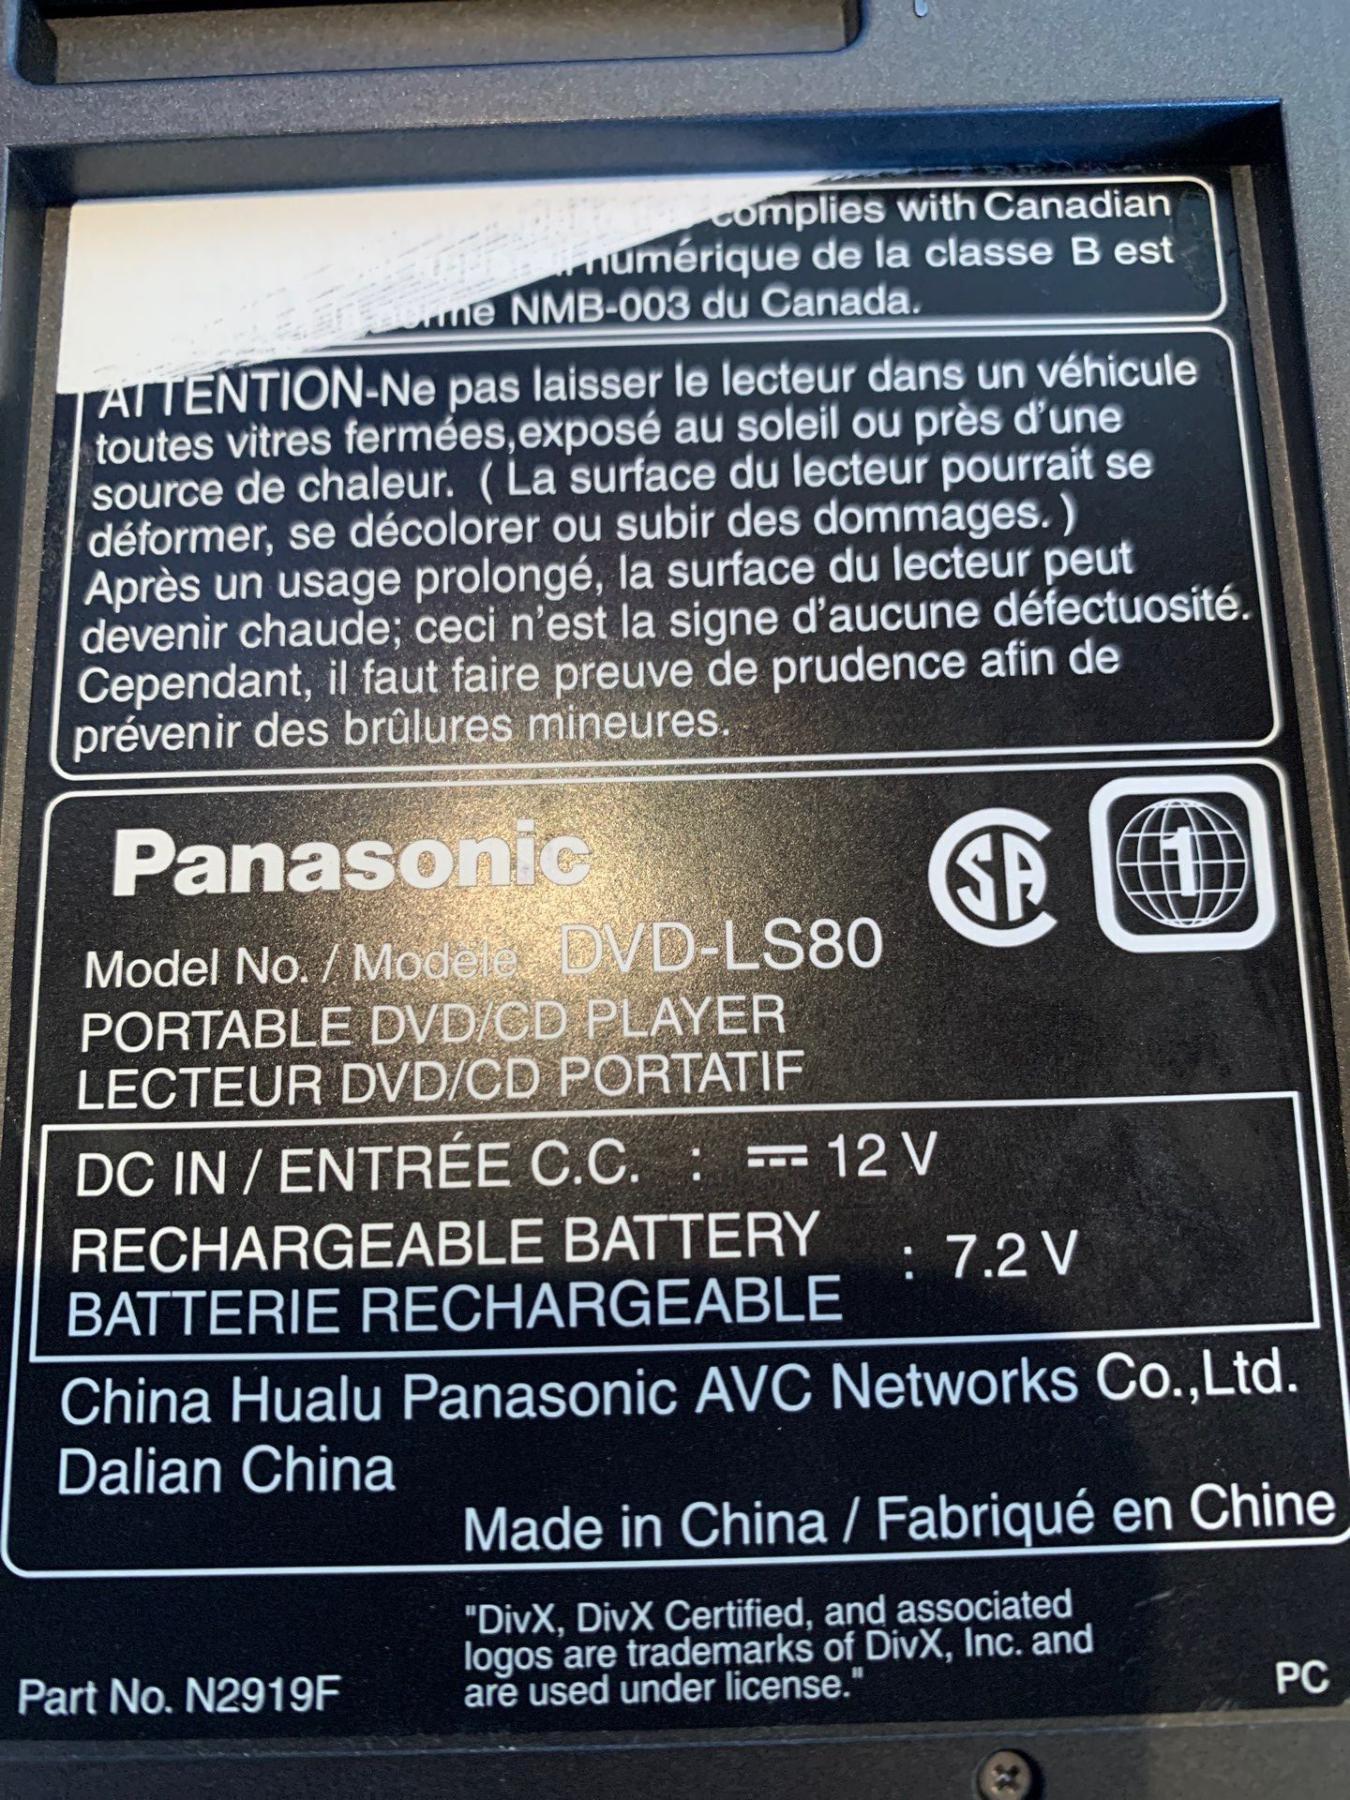 complies with Canadian
numérique de la classe B est
norme NMB-003 du Canada.
ATTENTION-Ne pas laisser le lecteur dans un véhicule
toutes vitres fermées,exposé au soleil ou près d'une
source de chaleur. ( La surface du lecteur pourrait se
déformer, se décolorer ou subir des dommages. )
Après un usage prolongé, la surface du lecteur peut
devenir chaude; ceci n'est la signe d'aucune défectuosité.
Cependant, il faut faire preuve de prudence afin de
prévenir des brûlures mineures.
Panasonic
SA
1
Model No. / Modèle DVD-LS80
PORTABLE DVD/CD PLAYER
LECTEUR DVD/CD PORTATIF
DC IN / ENTRÉE C.C. : ⎓ 12 V
RECHARGEABLE BATTERY : 7.2 V
BATTERIE RECHARGEABLE
China Hualu Panasonic AVC Networks Co.,Ltd.
Dalian China
Made in China / Fabriqué en Chine
"DivX, DivX Certified, and associated
logos are trademarks of DivX, Inc. and
are used under license."
Part No. N2919F
PC